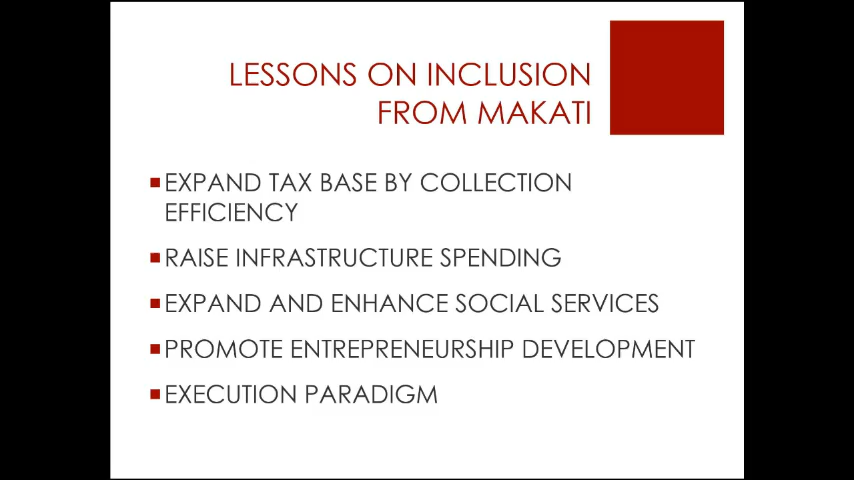 LESSONS ON INCLUSION
FROM MAKATI
EXPAND TAX BASE BY COLLECTION
EFFICIENCY
RAISE INFRASTRUCTURE SPENDING
EXPAND AND ENHANCE SOCIAL SERVICES
PROMOTE ENTREPRENEURSHIP DEVELOPMENT
EXECUTION PARADIGM